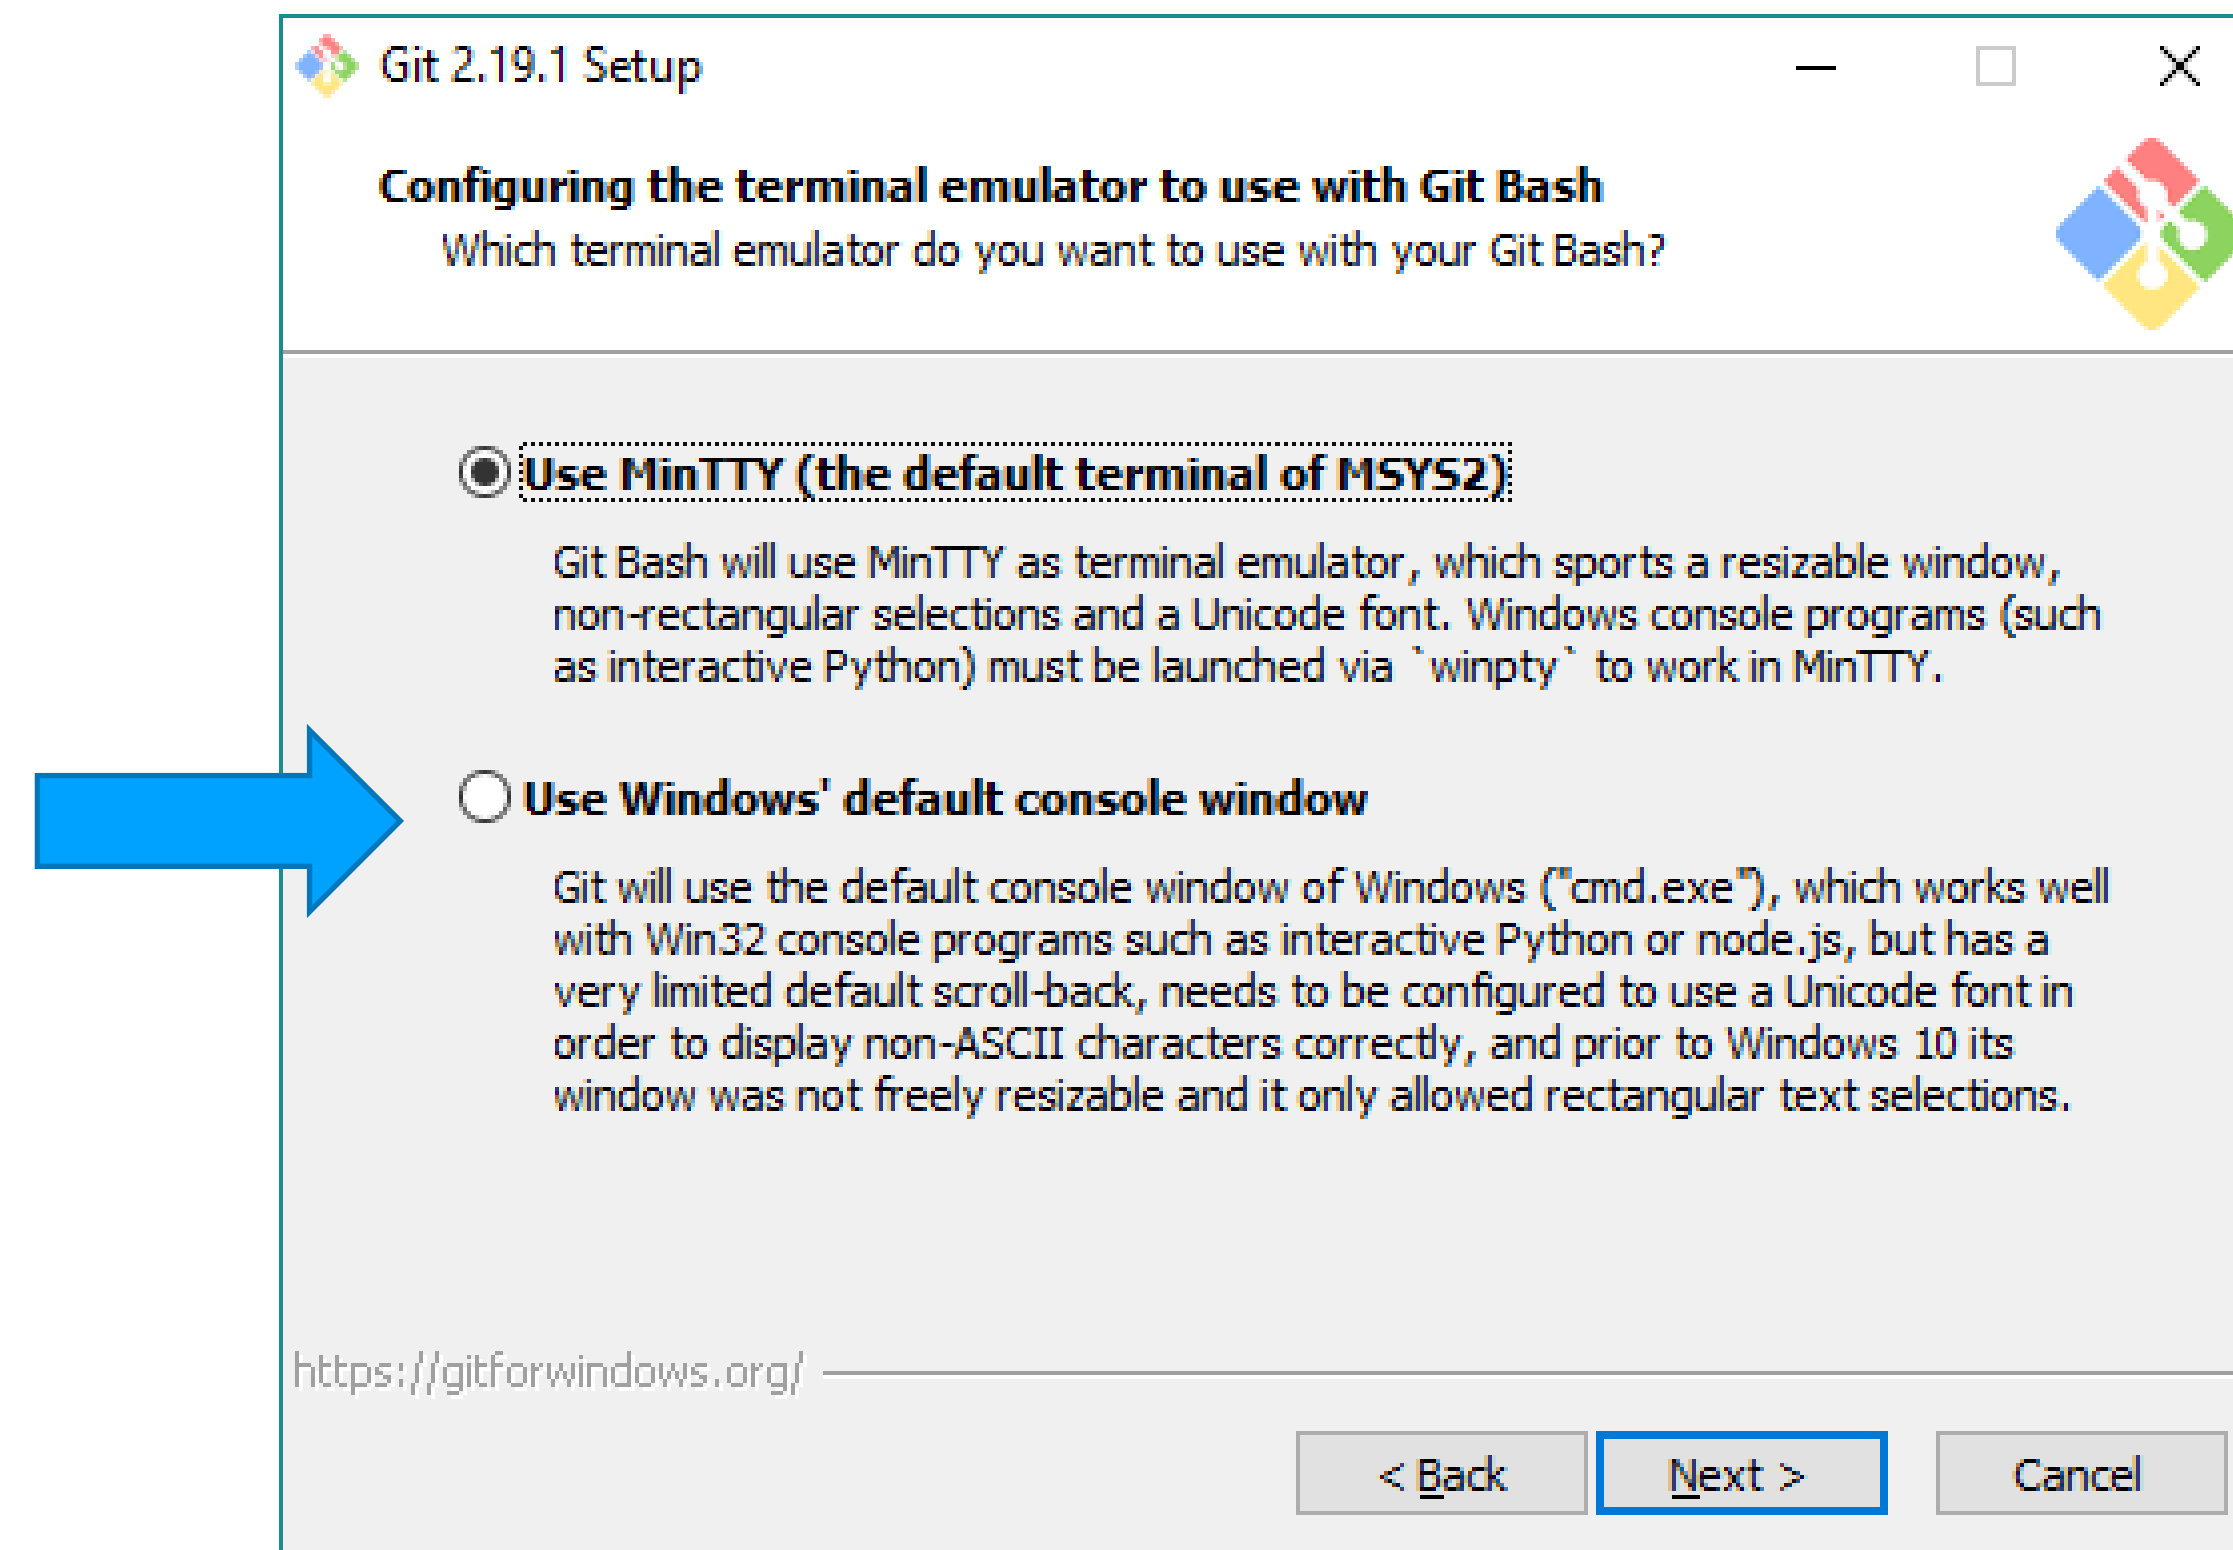 Git 2.19.1 Setup
Configuring the terminal emulator to use with Git Bash
Which terminal emulator do you want to use with your Git Bash?
Use MinTTY (the default terminal of MSYS2)
Git Bash will use MinTTY as terminal emulator, which sports a resizable window,
non-rectangular selections and a Unicode font. Windows console programs (such
as interactive Python) must be launched via `winpty` to work in MinTTY.
Use Windows' default console window
Git will use the default console window of Windows ("cmd.exe"), which works well
with Win32 console programs such as interactive Python or node.js, but has a
very limited default scroll-back, needs to be configured to use a Unicode font in
order to display non-ASCII characters correctly, and prior to Windows 10 its
window was not freely resizable and it only allowed rectangular text selections.
https://gitforwindows.org/
< Back
Next >
Cancel